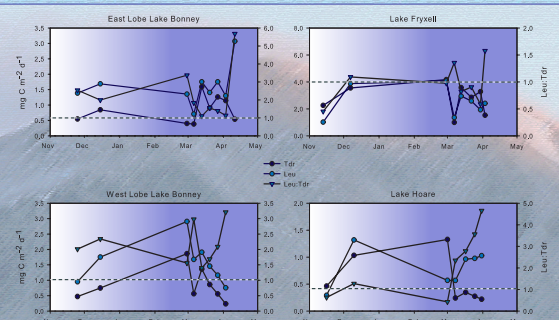 East Lobe Lake Bonney
Lake Fryxell
3,5 6,0 8,0 2,0
3,0 5,0
2,5 6,0 1,5
2,0 4,0
1,5 3,0 4,0 1,0
1,0 2,0
0,5 1,0 2,0 0,5
0,0 0,0 0,0 0,0
mg C m-2 d-1
Leu:Tdr
Nov Dec Jan Feb Mar Apr May
Nov Dec Jan Feb Mar Apr May
Tdr
Leu
Leu:Tdr
West Lobe Lake Bonney
Lake Hoare
3,5 3,5 2,0 5,0
3,0 3,0
2,5 2,5 1,5 4,0
2,0 2,0 3,0
1,5 1,5 1,0
1,0 1,0 2,0
0,5 0,5 0,5 1,0
0,0 0,0 0,0 0,0
mg C m-2 d-1
Leu:Tdr